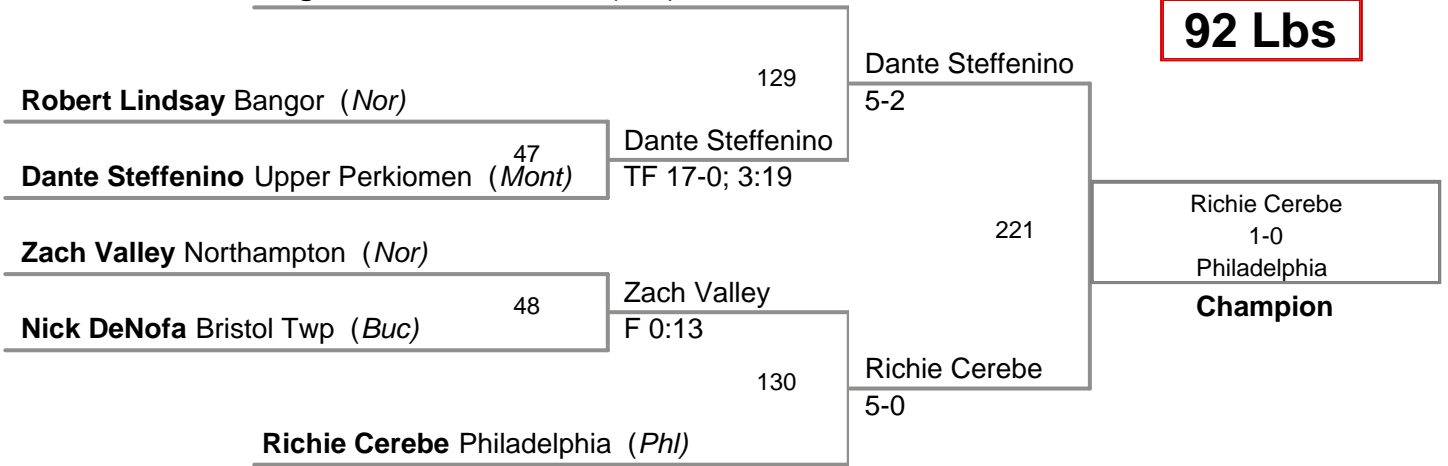 92 Lbs
129
Dante Steffenino
5-2
Robert Lindsay Bangor (Nor)
47
Dante Steffenino
TF 17-0; 3:19
Dante Steffenino Upper Perkiomen (Mont)
221
Richie Cerebe
1-0
Philadelphia
Champion
Zach Valley Northampton (Nor)
48
Zach Valley
F 0:13
Nick DeNofa Bristol Twp (Buc)
130
Richie Cerebe
5-0
Richie Cerebe Philadelphia (Phl)